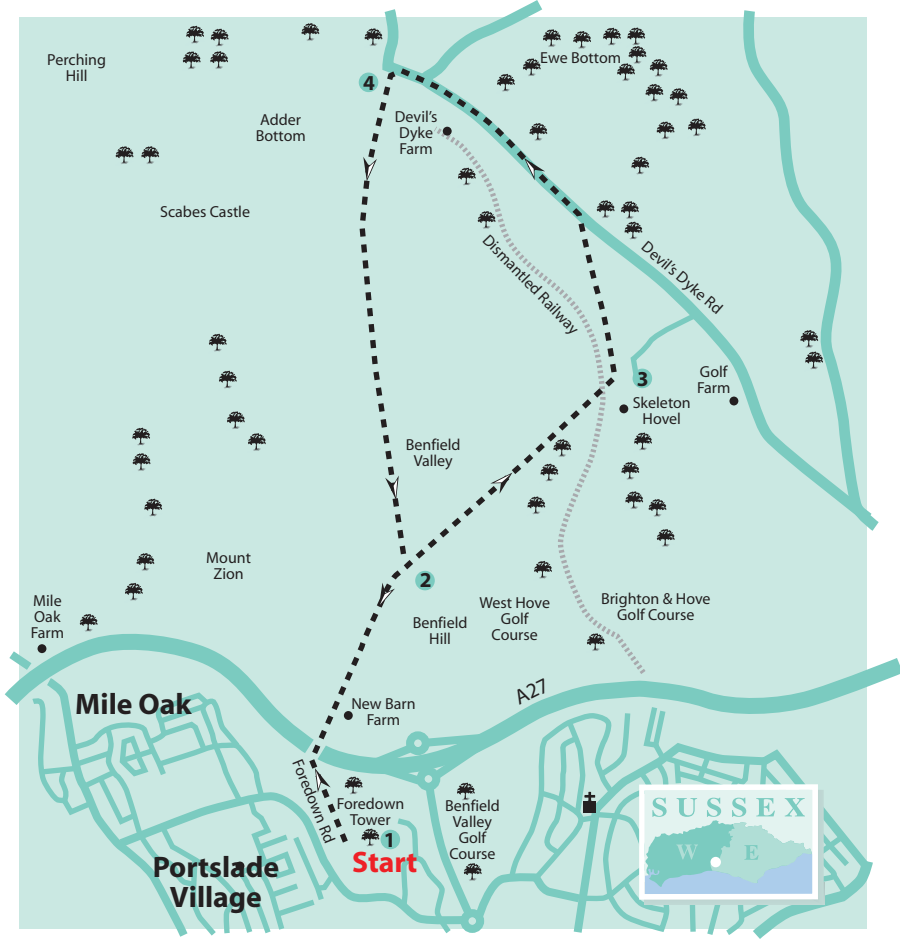 Perching
Hill
Ewe Bottom
4
Adder
Bottom
Devil's
Dyke
Farm
Scabes Castle
Dismantled Railway
Devil's Dyke Rd
3
Golf
Farm
Skeleton
Hovel
Benfield
Valley
Mount
Zion
2
Mile
Oak
Farm
Benfield
Hill
West Hove
Golf
Course
Brighton & Hove
Golf Course
Mile Oak
New Barn
Farm
A27
Foredown Rd
Foredown
Tower
1
Start
Benfield
Valley
Golf
Course
Portslade
Village
SUSSEX
W E